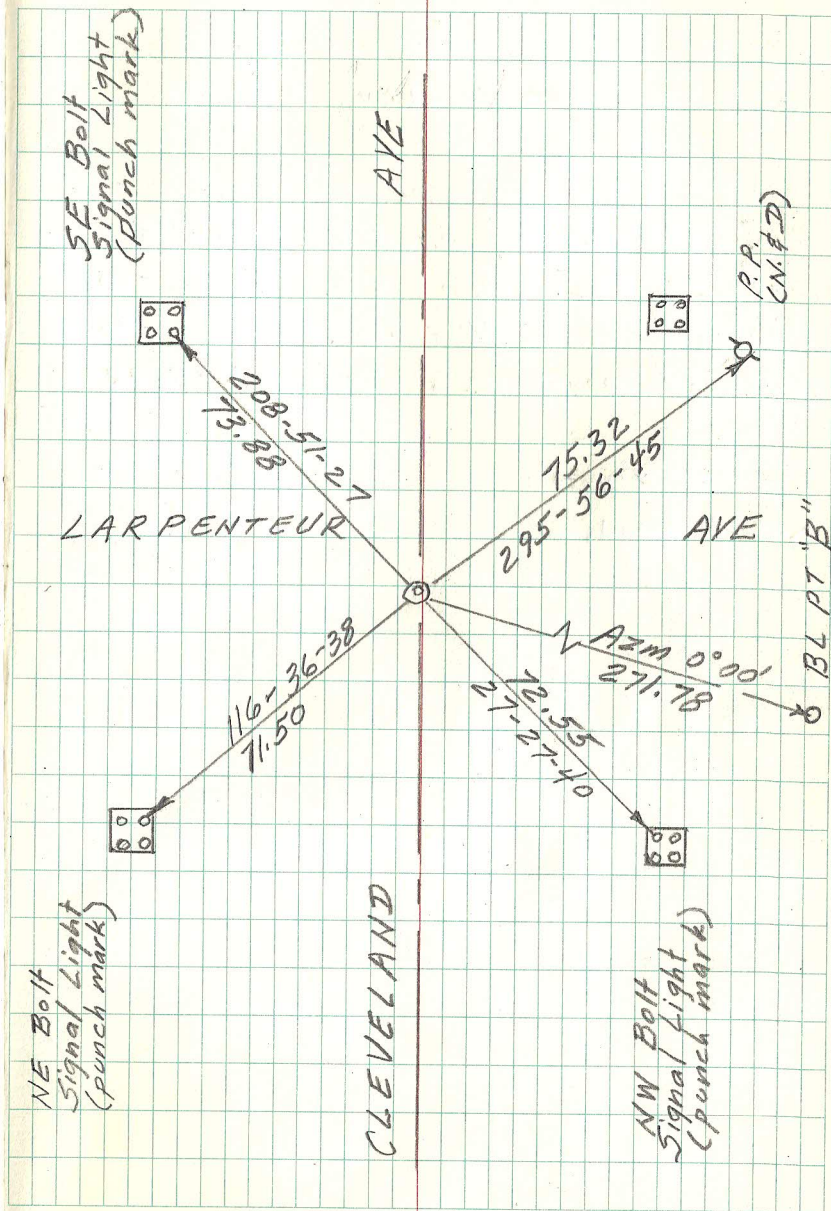 SE Bolt
Signal Light
(punch mark)
AVE
208-51-27
73.88
LARPENTEUR
75.32
295-56-45
P.P.
(N.&D)
AVE
116-36-38
71.50
Azm 0°00'
271.78
BL PT "B"
72.55
27-27-40
NE Bolt
Signal Light
(punch mark)
CLEVELAND
NW Bolt
Signal Light
(punch mark)